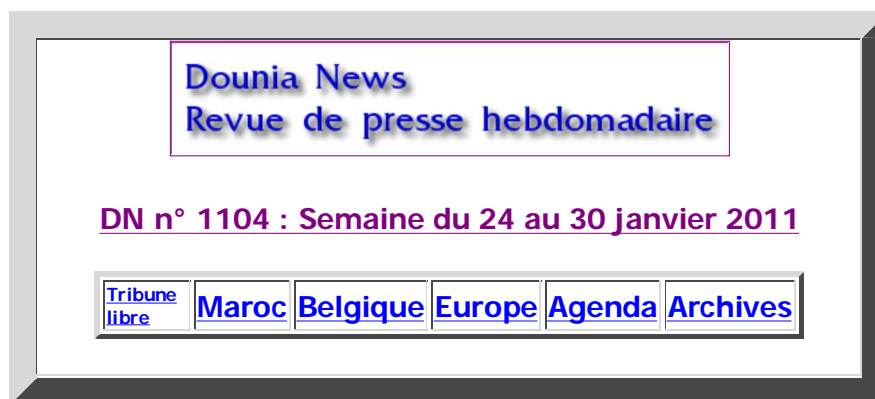 Dounia News
Revue de presse hebdomadaire
DN n° 1104 : Semaine du 24 au 30 janvier 2011
Tribune
libre
Maroc Belgique Europe Agenda Archives